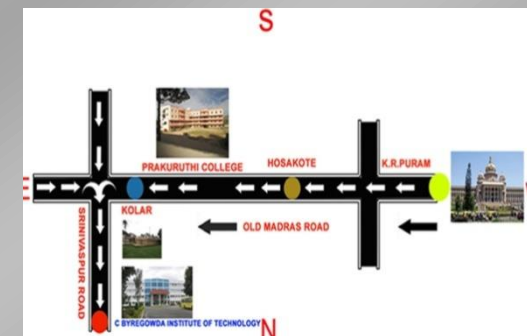 S
PRAKURUTHI COLLEGE
HOSAKOTE
K.R.PURAM
E
KOLAR
OLD MADRAS ROAD
SRINIVASPUR ROAD
C BYREGOWDA INSTITUTE OF TECHNOLOGY
N